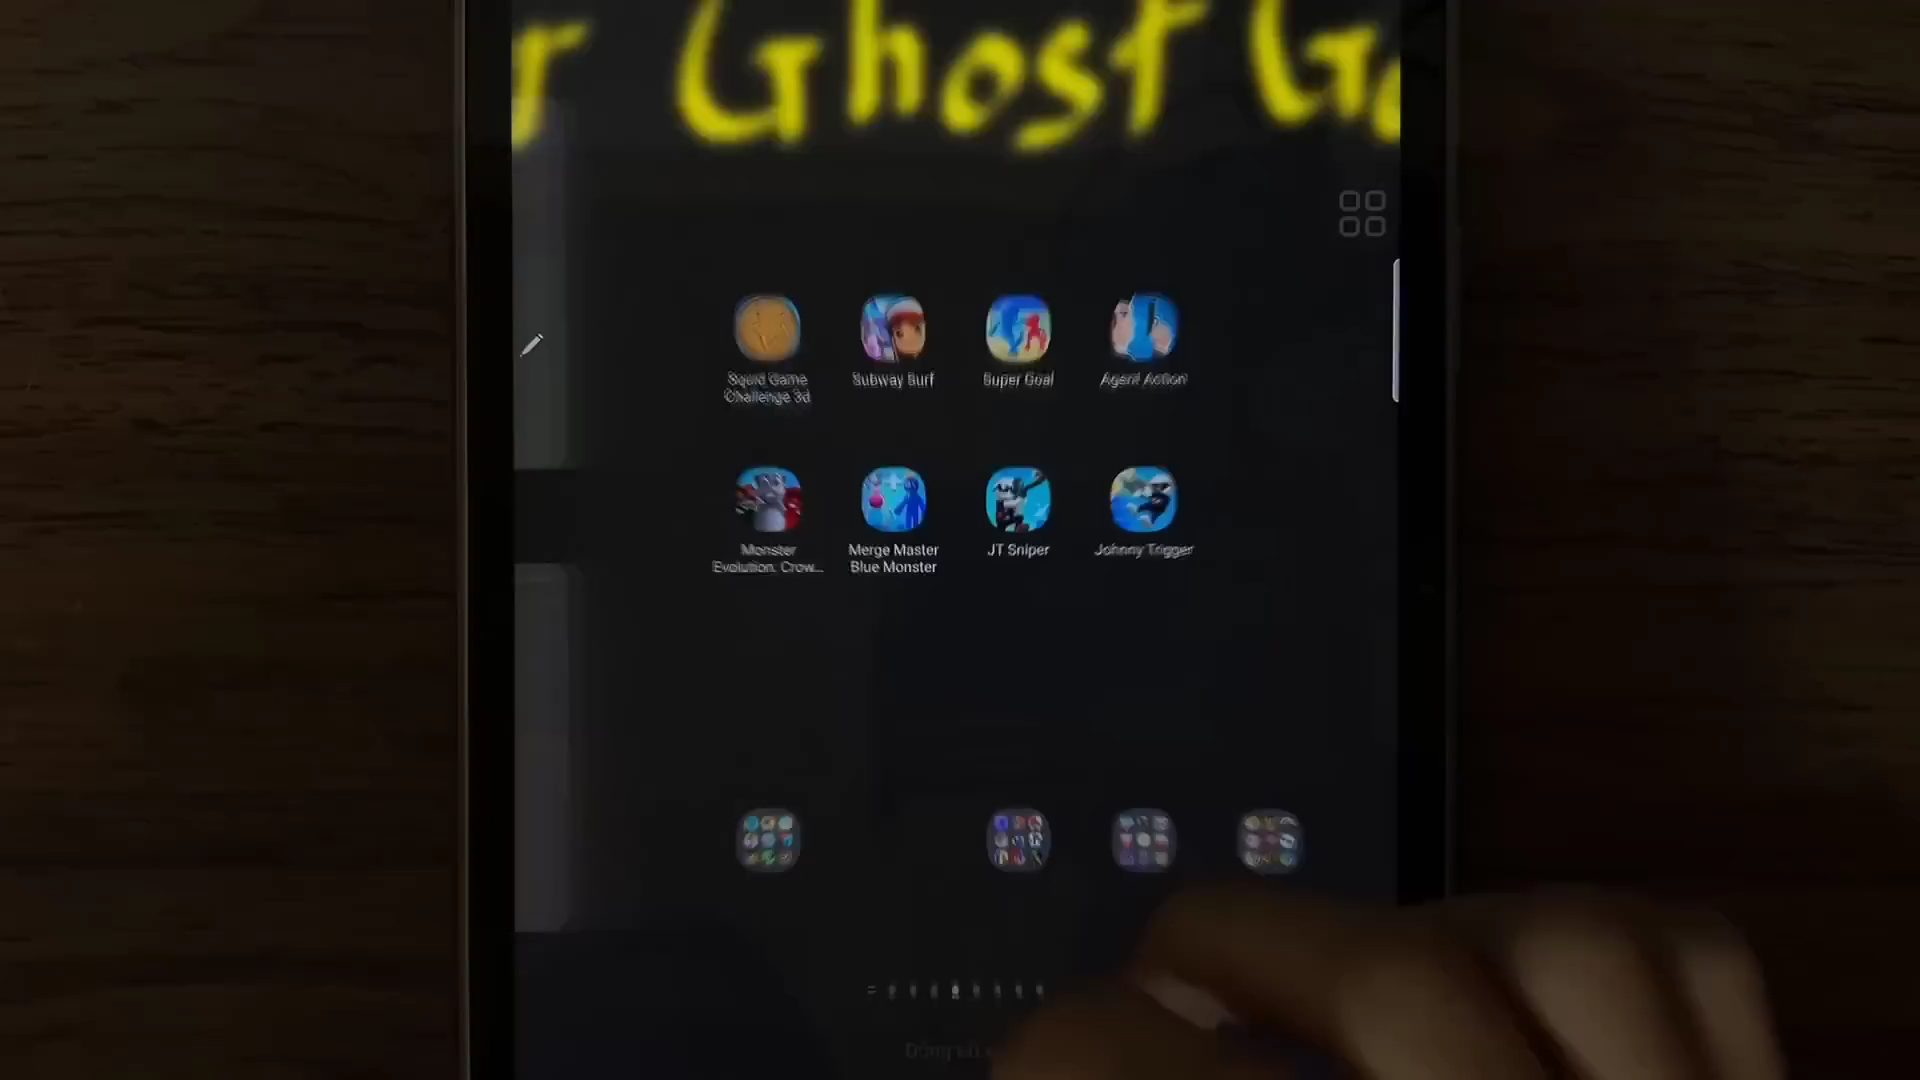 r Ghost Ga
Squid Game
Challenge 3d
Subway Surf
Super Goal
Agent Action
Monster
Evolution: Crow...
Merge Master
Blue Monster
JT Sniper
Johnny Trigger